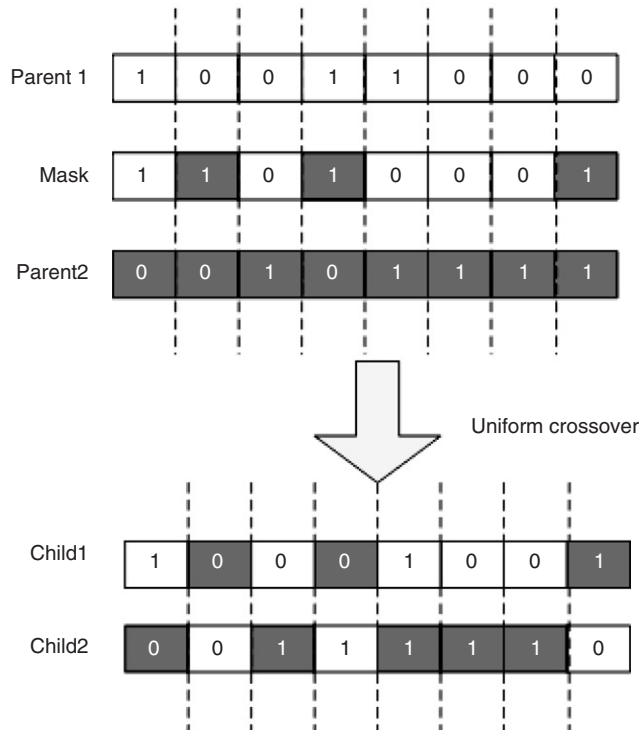 Parent 1 1 0 0 1 1 0 0 0
Mask 1 1 0 1 0 0 0 1
Parent2 0 0 1 0 1 1 1 1
Uniform crossover
Child1 1 0 0 0 1 0 0 1
Child2 0 0 1 1 1 1 1 0